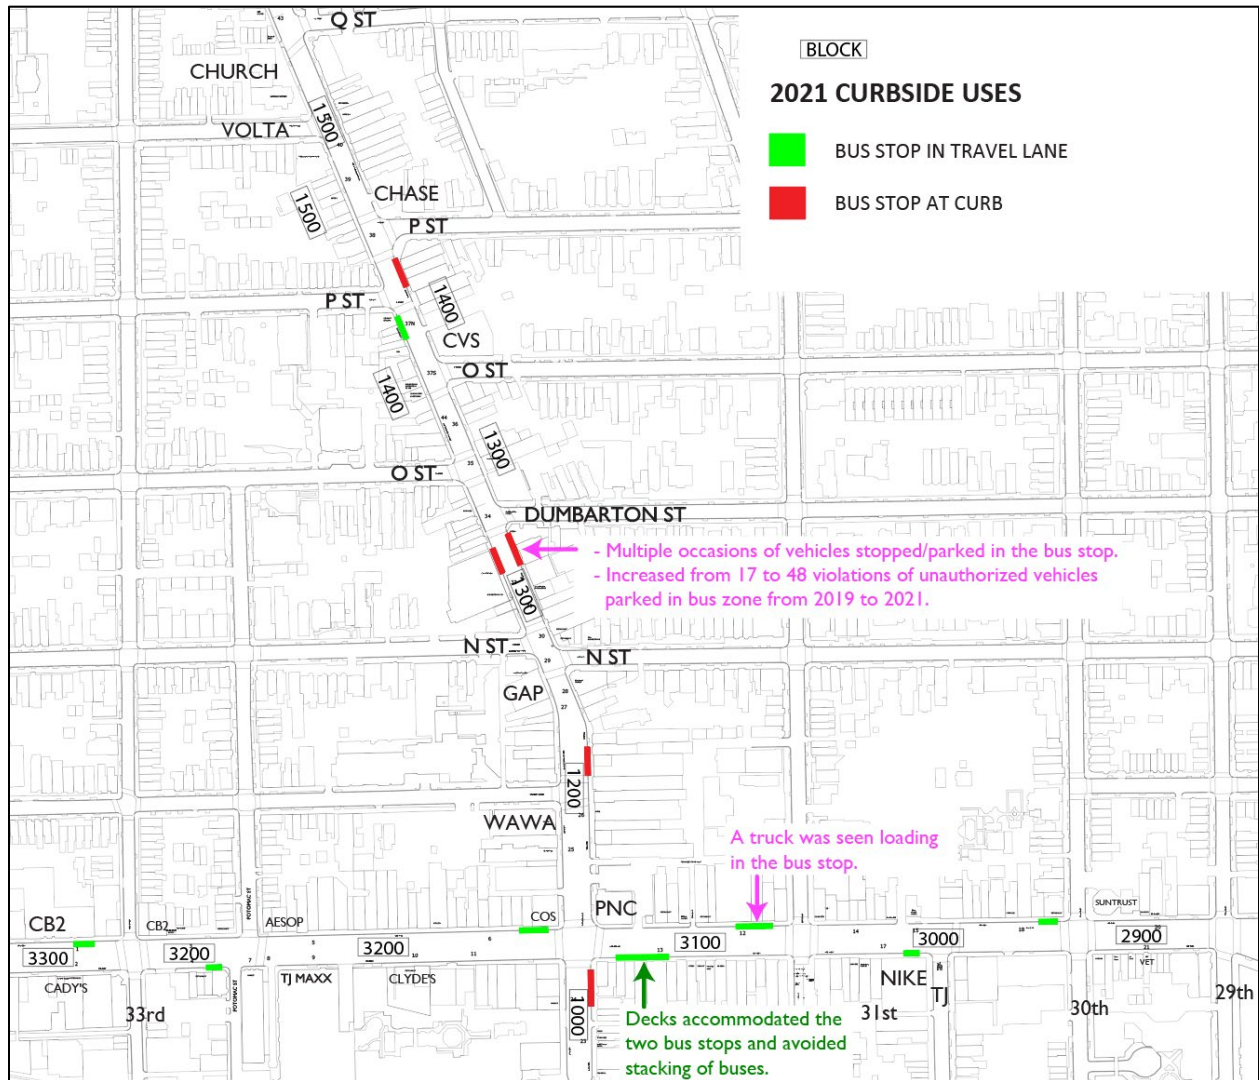 Q ST
BLOCK
CHURCH
2021 CURBSIDE USES
1500
VOLTA
BUS STOP IN TRAVEL LANE
CHASE
BUS STOP AT CURB
1500
P ST
P ST
1400
CVS
O ST
1400
1300
O ST
DUMBARTON ST
- Multiple occasions of vehicles stopped/parked in the bus stop.
- Increased from 17 to 48 violations of unauthorized vehicles
parked in bus zone from 2019 to 2021.
1300
N ST
N ST
GAP
1200
WAWA
A truck was seen loading
in the bus stop.
PNC
SUNTRUST
CB2
CB2
POTOMAC ST
AESOP
COS
3300
3200
3200
3100
3000
2900
CADY'S
TJ MAXX
CLYDE'S
NIKE
TJ
VET
POTOMAC ST
33rd
1000
31st
30th
29th
Decks accommodated the
two bus stops and avoided
stacking of buses.